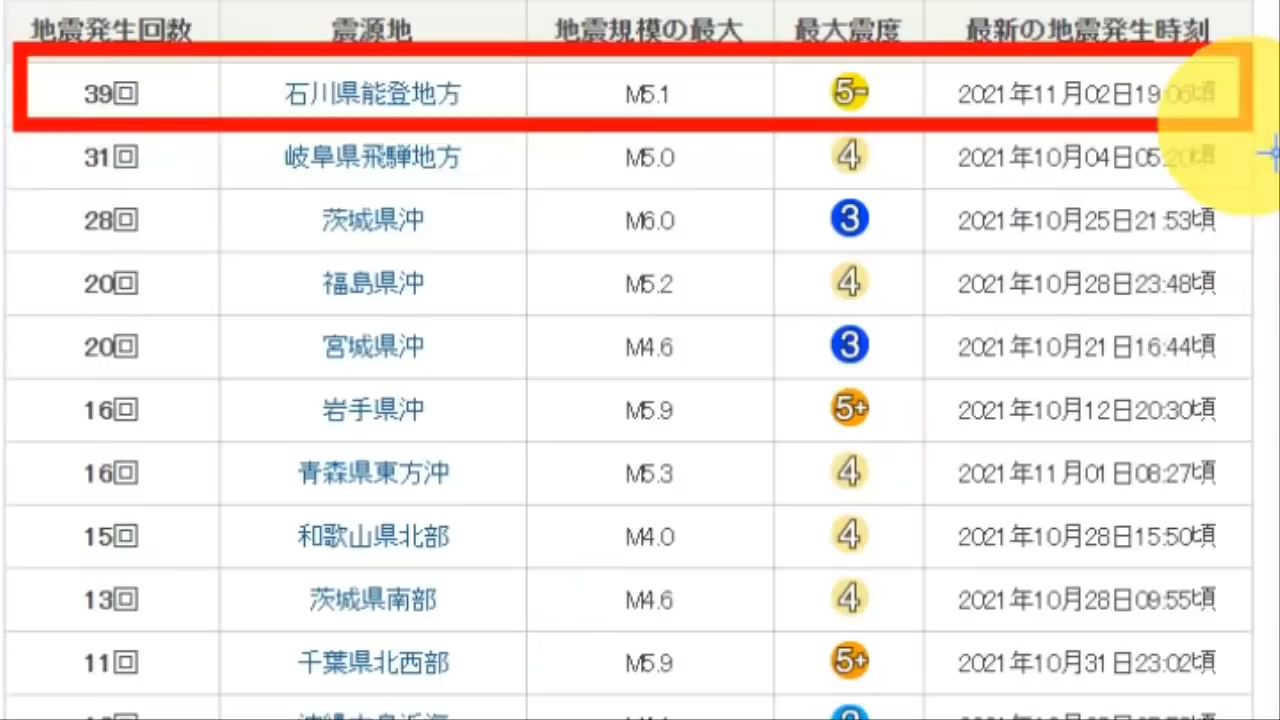 地震発生回数 震源地 地震規模の最大 最大震度 最新の地震発生時刻
39回 石川県能登地方 M5.1 5- 2021年11月02日19:06頃
31回 岐阜県飛騨地方 M5.0 4 2021年10月04日05:20頃
28回 茨城県沖 M6.0 3 2021年10月25日21:53頃
20回 福島県沖 M5.2 4 2021年10月28日23:48頃
20回 宮城県沖 M4.6 3 2021年10月21日16:44頃
16回 岩手県沖 M5.9 5+ 2021年10月12日20:30頃
16回 青森県東方沖 M5.3 4 2021年11月01日08:27頃
15回 和歌山県北部 M4.0 4 2021年10月28日15:50頃
13回 茨城県南部 M4.6 4 2021年10月28日09:55頃
11回 千葉県北西部 M5.9 5+ 2021年10月31日23:02頃